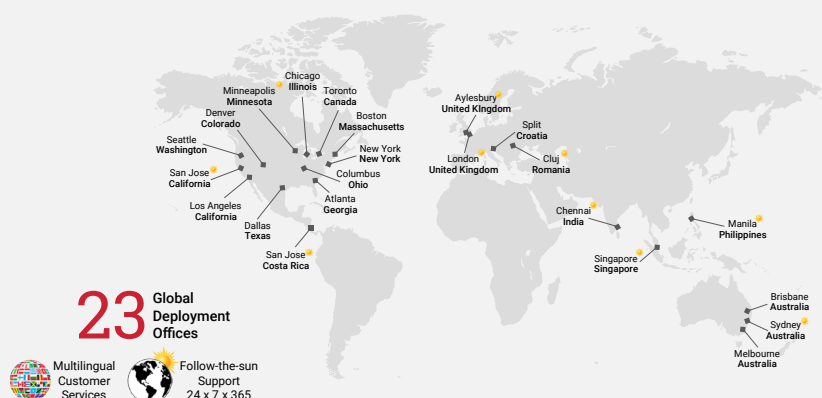 Chicago
Illinois
Minneapolis
Minnesota
Toronto
Canada
Denver
Colorado
Boston
Massachusetts
Seattle
Washington
New York
New York
San Jose
California
Columbus
Ohio
Los Angeles
California
Atlanta
Georgia
Dallas
Texas
San Jose
Costa Rica
Aylesbury
United KIngdom
Split
Croatia
London
United Kingdom
Cluj
Romania
Chennai
India
Manila
Philippines
Singapore
Singapore
Brisbane
Australia
Sydney
Australia
Melbourne
Australia
23
Global
Deployment
Offices
Multilingual
Customer
Services
Follow-the-sun
Support
24 x 7 x 365